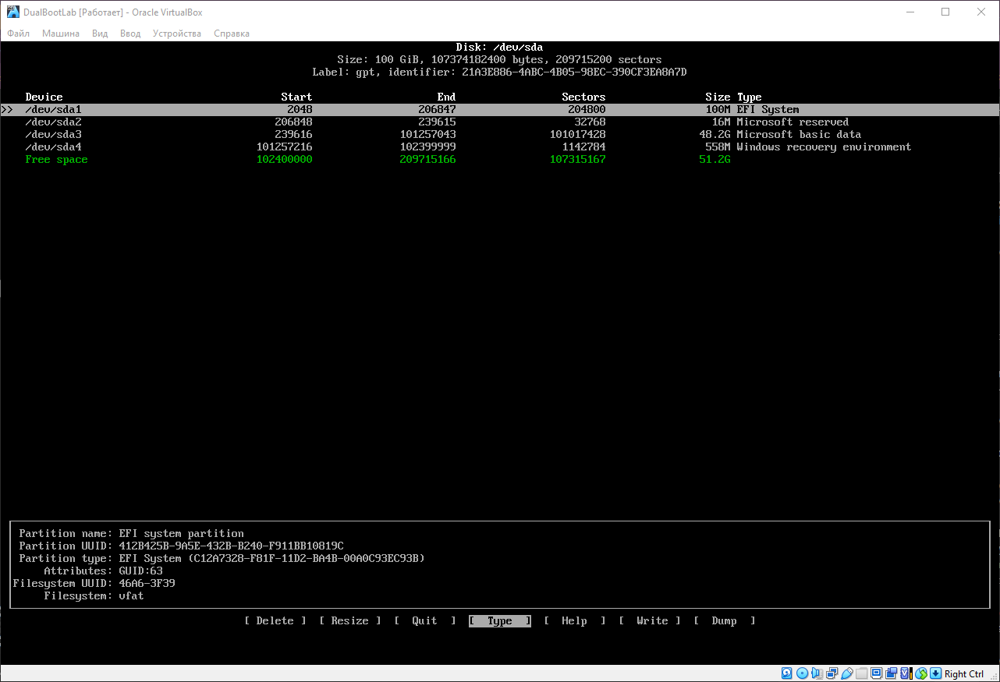 DualBootLab [Работает] - Oracle VirtualBox
Файл Машина Вид Ввод Устройства Справка
Disk: /dev/sda
Size: 100 GiB, 107374182400 bytes, 209715200 sectors
Label: gpt, identifier: 21A3E886-4ABC-4B05-98EC-390CF3EA8A7D
Device Start End Sectors Size Type
>> /dev/sda1 2048 206847 204800 100M EFI System
/dev/sda2 206848 239615 32768 16M Microsoft reserved
/dev/sda3 239616 101257043 101017428 48.2G Microsoft basic data
/dev/sda4 101257216 102399999 1142784 558M Windows recovery environment
Free space 102400000 209715166 107315167 51.2G
Partition name: EFI system partition
Partition UUID: 412B425B-9A5E-432B-B240-F911BB10819C
Partition type: EFI System (C12A7328-F81F-11D2-BA4B-00A0C93EC93B)
Attributes: GUID:63
Filesystem UUID: 46A6-3F39
Filesystem: vfat
[ Delete ] [ Resize ] [ Quit ] [ Type ] [ Help ] [ Write ] [ Dump ]
Right Ctrl